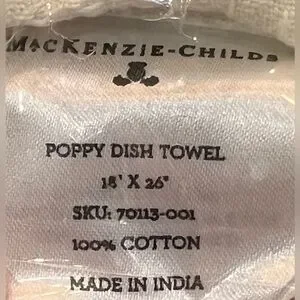 MACKENZIE-CHILDS
POPPY DISH TOWEL
18' X 26"
SKU: 70113-001
100% COTTON
MADE IN INDIA